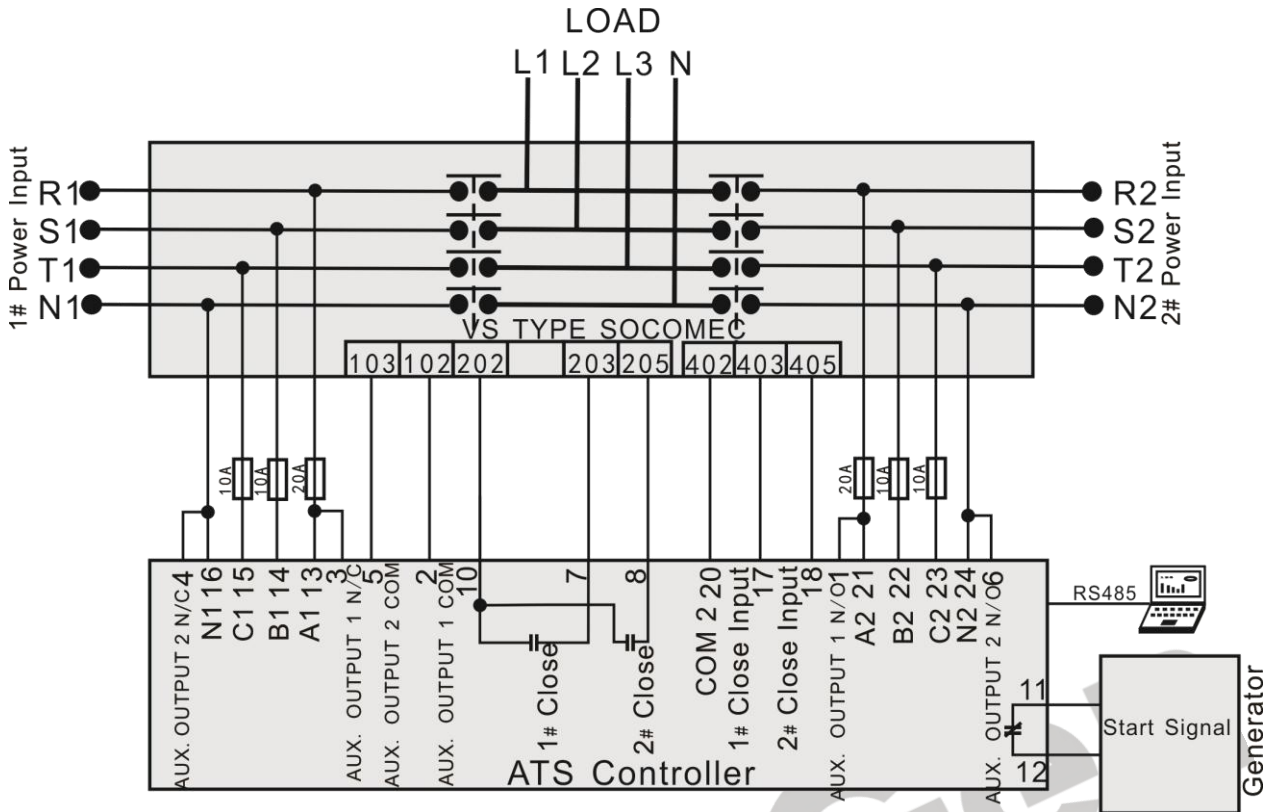 LOAD
L1 L2 L3 N
1# Power Input
R1
S1
T1
N1
R2
S2
T2
N2
2# Power Input
VS TYPE SOCOMEC
103 102 202 203 205 402 403 405
10A
10A
20A
20A
10A
10A
AUX. OUTPUT 2 N/C 4
N1 16
C1 15
B1 14
A1 13
AUX. OUTPUT 1 N/C 3
AUX. OUTPUT 2 COM 5
AUX. OUTPUT 1 COM 2
10
7
8
1# Close
2# Close
COM 2 20
1# Close Input 17
2# Close Input 18
AUX. OUTPUT 1 N/O 1
A2 21
B2 22
C2 23
N2 24
AUX. OUTPUT 2 N/O 6
11
12
RS485
Start Signal
Generator
ATS Controller